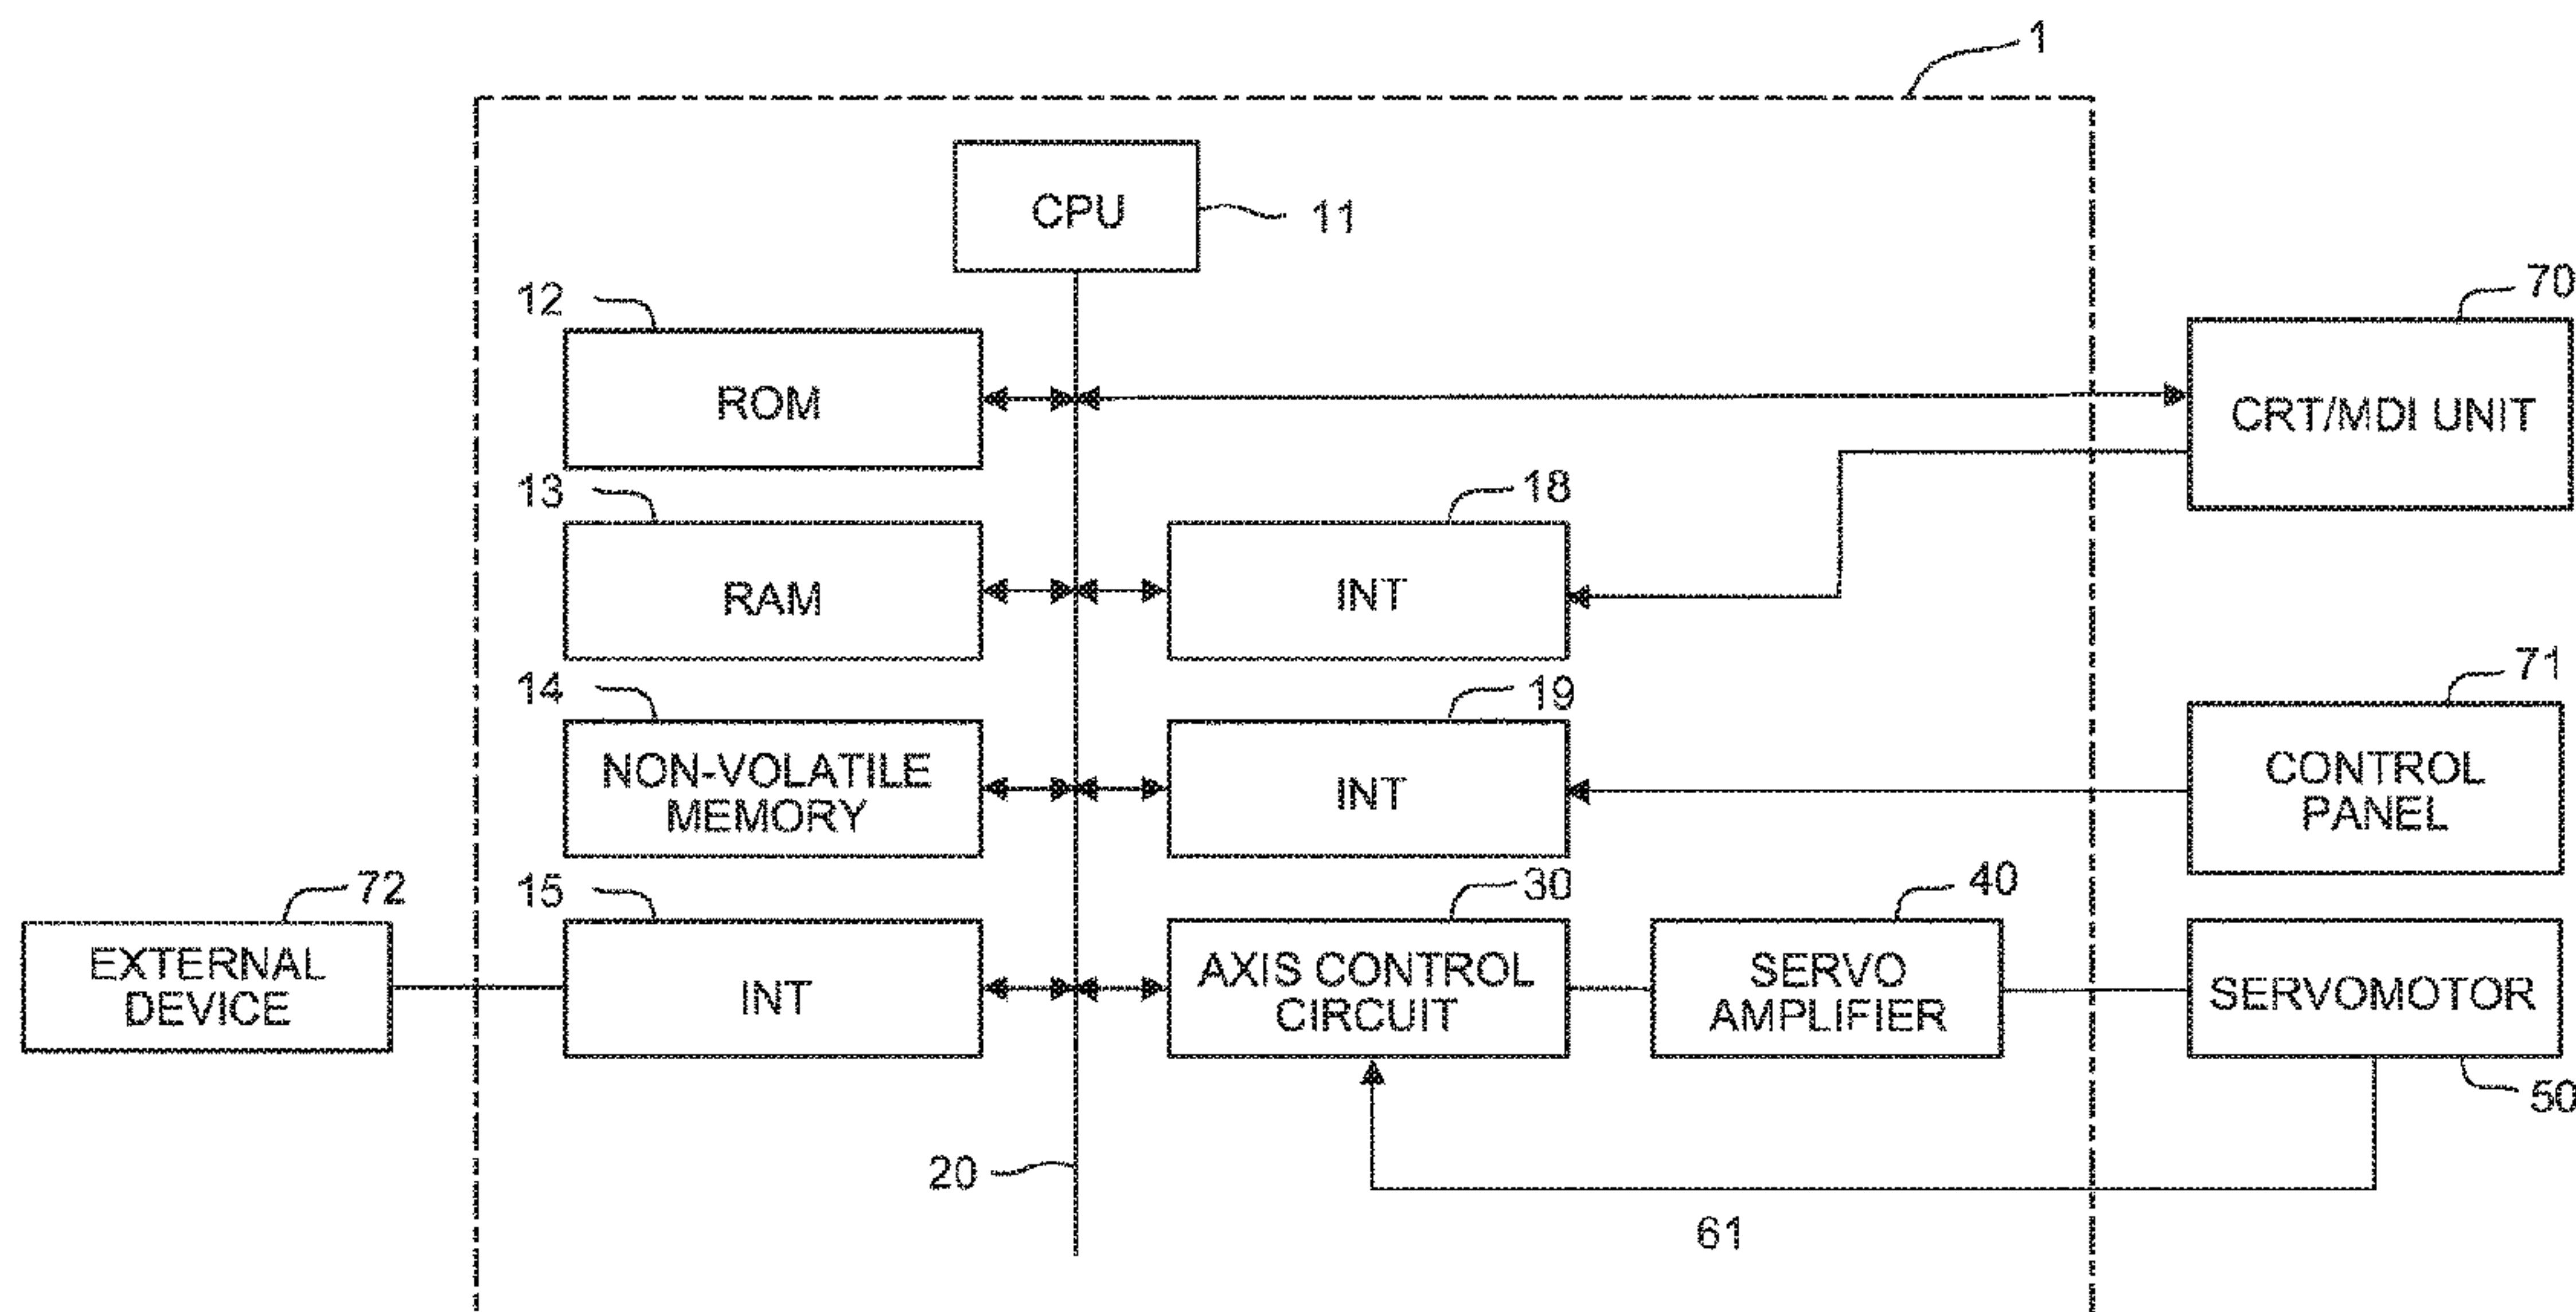 1
CPU
11
12
ROM
70
CRT/MDI UNIT
13
RAM
18
INT
14
NON-VOLATILE
MEMORY
19
INT
71
CONTROL
PANEL
72
EXTERNAL
DEVICE
15
INT
30
AXIS CONTROL
CIRCUIT
40
SERVO
AMPLIFIER
SERVOMOTOR
50
20
61